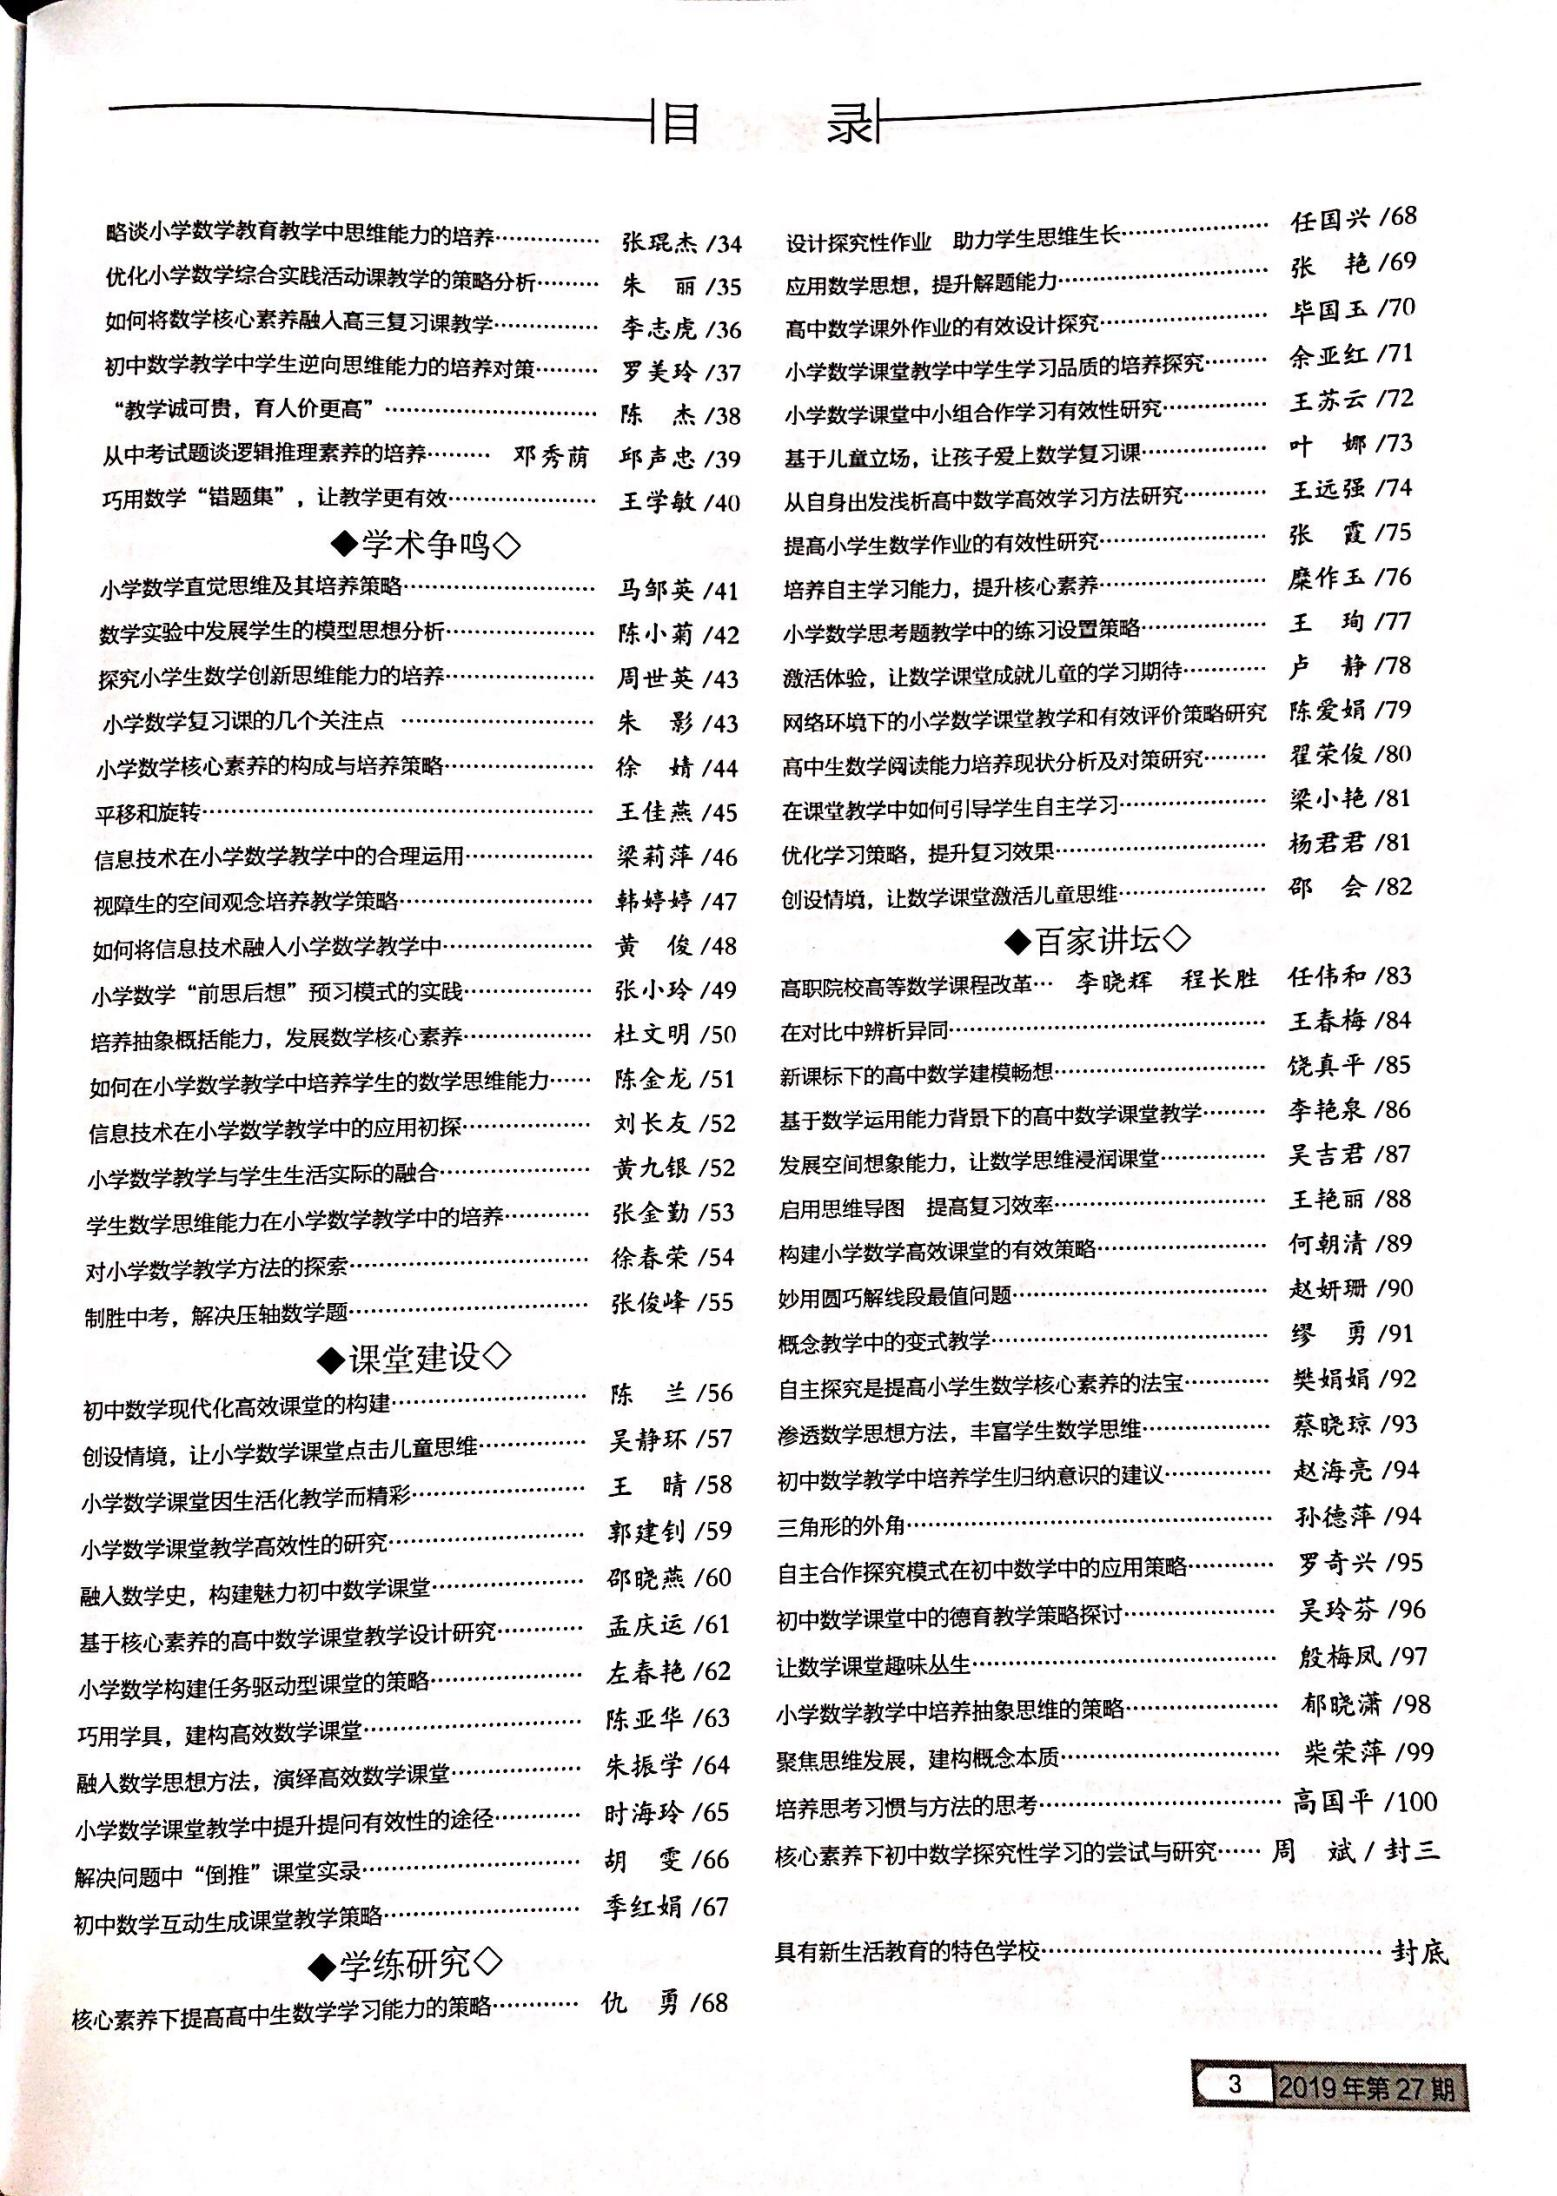 目 录
略谈小学数学教育教学中思维能力的培养…………… 张琨杰 /34
优化小学数学综合实践活动课教学的策略分析……… 朱 丽 /35
如何将数学核心素养融入高三复习课教学…………… 李志虎 /36
初中数学教学中学生逆向思维能力的培养对策……… 罗美玲 /37
“教学诚可贵，育人价更高” ………………………… 陈 杰 /38
从中考试题谈逻辑推理素养的培养……… 邓秀荫 邱声忠 /39
巧用数学“错题集”，让教学更有效………………… 王学敏 /40
◆学术争鸣◇
小学数学直觉思维及其培养策略……………………… 马邹英 /41
数学实验中发展学生的模型思想分析………………… 陈小菊 /42
探究小学生数学创新思维能力的培养………………… 周世英 /43
小学数学复习课的几个关注点 ……………………… 朱 影 /43
小学数学核心素养的构成与培养策略………………… 徐 婧 /44
平移和旋转……………………………………………… 王佳燕 /45
信息技术在小学数学教学中的合理运用……………… 梁莉萍 /46
视障生的空间观念培养教学策略……………………… 韩婷婷 /47
如何将信息技术融入小学数学教学中………………… 黄 俊 /48
小学数学“前思后想”预习模式的实践……………… 张小玲 /49
培养抽象概括能力，发展数学核心素养……………… 杜文明 /50
如何在小学数学教学中培养学生的数学思维能力…… 陈金龙 /51
信息技术在小学数学教学中的应用初探……………… 刘长友 /52
小学数学教学与学生生活实际的融合………………… 黄九银 /52
学生数学思维能力在小学数学教学中的培养………… 张金勤 /53
对小学数学教学方法的探索…………………………… 徐春荣 /54
制胜中考，解决压轴数学题…………………………… 张俊峰 /55
◆课堂建设◇
初中数学现代化高效课堂的构建……………………… 陈 兰 /56
创设情境，让小学数学课堂点击儿童思维…………… 吴静环 /57
小学数学课堂因生活化教学而精彩…………………… 王 晴 /58
小学数学课堂教学高效性的研究……………………… 郭建钊 /59
融入数学史，构建魅力初中数学课堂………………… 邵晓燕 /60
基于核心素养的高中数学课堂教学设计研究………… 孟庆运 /61
小学数学构建任务驱动型课堂的策略………………… 左春艳 /62
巧用学具，建构高效数学课堂………………………… 陈亚华 /63
融入数学思想方法，演绎高效数学课堂……………… 朱振学 /64
小学数学课堂教学中提升提问有效性的途径………… 时海玲 /65
解决问题中“倒推”课堂实录………………………… 胡 雯 /66
初中数学互动生成课堂教学策略……………………… 季红娟 /67
◆学练研究◇
核心素养下提高高中生数学学习能力的策略………… 仇 勇 /68
设计探究性作业 助力学生思维生长………………… 任国兴 /68
应用数学思想，提升解题能力………………………… 张 艳 /69
高中数学课外作业的有效设计探究…………………… 毕国玉 /70
小学数学课堂教学中学生学习品质的培养探究……… 余亚红 /71
小学数学课堂中小组合作学习有效性研究…………… 王苏云 /72
基于儿童立场，让孩子爱上数学复习课……………… 叶 娜 /73
从自身出发浅析高中数学高效学习方法研究………… 王远强 /74
提高小学生数学作业的有效性研究…………………… 张 霞 /75
培养自主学习能力，提升核心素养…………………… 糜作玉 /76
小学数学思考题教学中的练习设置策略……………… 王 珣 /77
激活体验，让数学课堂成就儿童的学习期待………… 卢 静 /78
网络环境下的小学数学课堂教学和有效评价策略研究 陈爱娟 /79
高中生数学阅读能力培养现状分析及对策研究……… 翟荣俊 /80
在课堂教学中如何引导学生自主学习………………… 梁小艳 /81
优化学习策略，提升复习效果………………………… 杨君君 /81
创设情境，让数学课堂激活儿童思维………………… 邵 会 /82
◆百家讲坛◇
高职院校高等数学课程改革… 李晓辉 程长胜 任伟和 /83
在对比中辨析异同……………………………………… 王春梅 /84
新课标下的高中数学建模畅想………………………… 饶真平 /85
基于数学运用能力背景下的高中数学课堂教学……… 李艳泉 /86
发展空间想象能力，让数学思维浸润课堂…………… 吴吉君 /87
启用思维导图 提高复习效率………………………… 王艳丽 /88
构建小学数学高效课堂的有效策略…………………… 何朝清 /89
妙用圆巧解线段最值问题……………………………… 赵妍珊 /90
概念教学中的变式教学………………………………… 缪 勇 /91
自主探究是提高小学生数学核心素养的法宝………… 樊娟娟 /92
渗透数学思想方法，丰富学生数学思维……………… 蔡晓琼 /93
初中数学教学中培养学生归纳意识的建议…………… 赵海亮 /94
三角形的外角…………………………………………… 孙德萍 /94
自主合作探究模式在初中数学中的应用策略………… 罗奇兴 /95
初中数学课堂中的德育教学策略探讨………………… 吴玲芬 /96
让数学课堂趣味丛生…………………………………… 殷梅凤 /97
小学数学教学中培养抽象思维的策略………………… 郁晓潇 /98
聚焦思维发展，建构概念本质………………………… 柴荣萍 /99
培养思考习惯与方法的思考…………………………… 高国平 /100
核心素养下初中数学探究性学习的尝试与研究…… 周 斌 / 封三
具有新生活教育的特色学校……………………………………… 封底
3 2019 年第 27 期